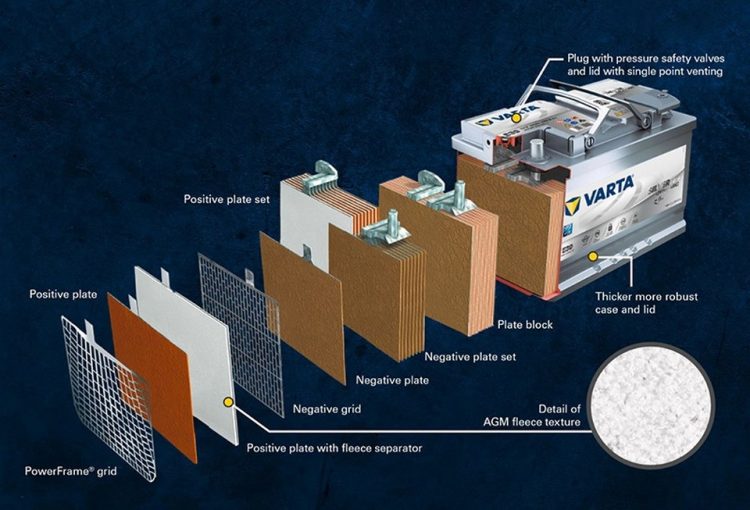 Plug with pressure safety valves
and lid with single point venting
VARTA
VARTA
SILVER
Positive plate set
Positive plate
Thicker more robust
case and lid
Plate block
Negative plate set
Negative plate
Negative grid
Detail of
AGM fleece texture
Positive plate with fleece separator
PowerFrame® grid